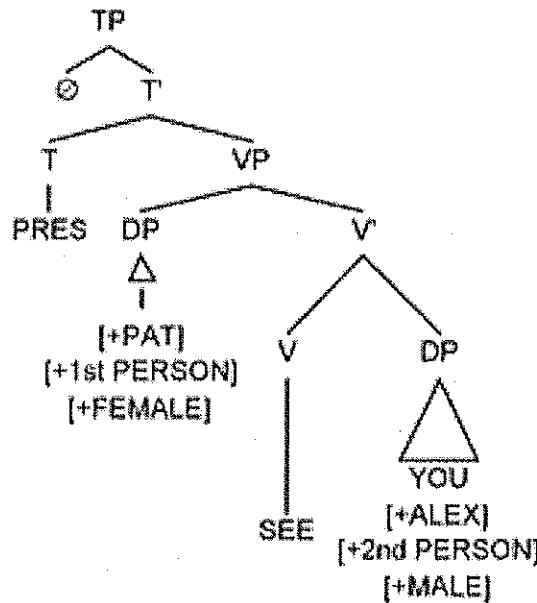 TP
∅ T'
T VP
PRES DP V'
I
[+PAT]
[+1st PERSON]
[+FEMALE]
V DP
SEE
YOU
[+ALEX]
[+2nd PERSON]
[+MALE]